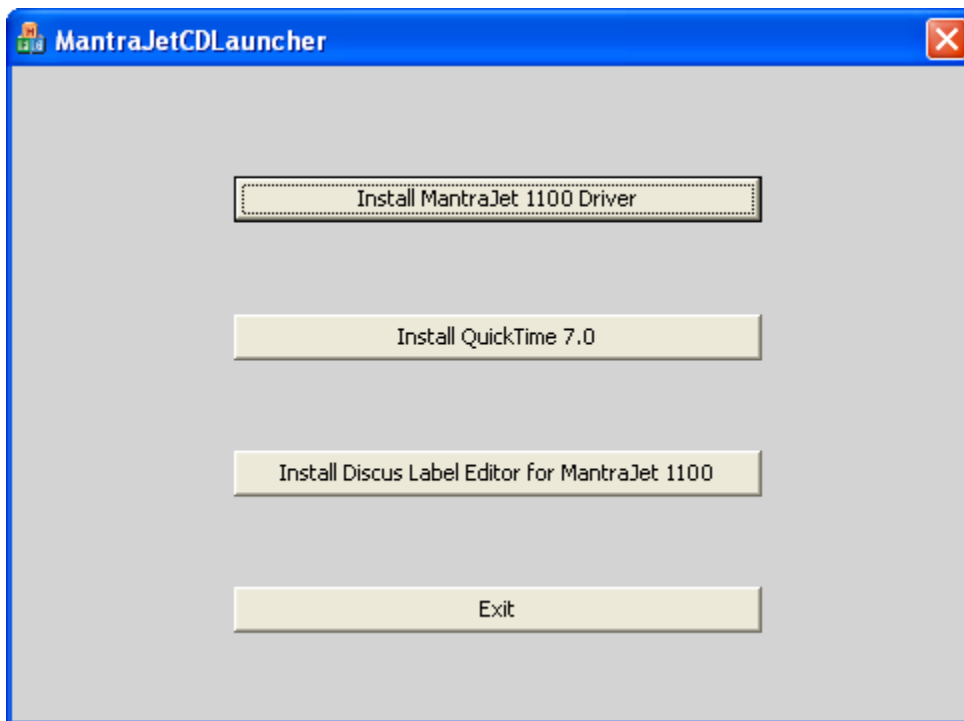 MantraJetCDLauncher
Install MantraJet 1100 Driver
Install QuickTime 7.0
Install Discus Label Editor for MantraJet 1100
Exit